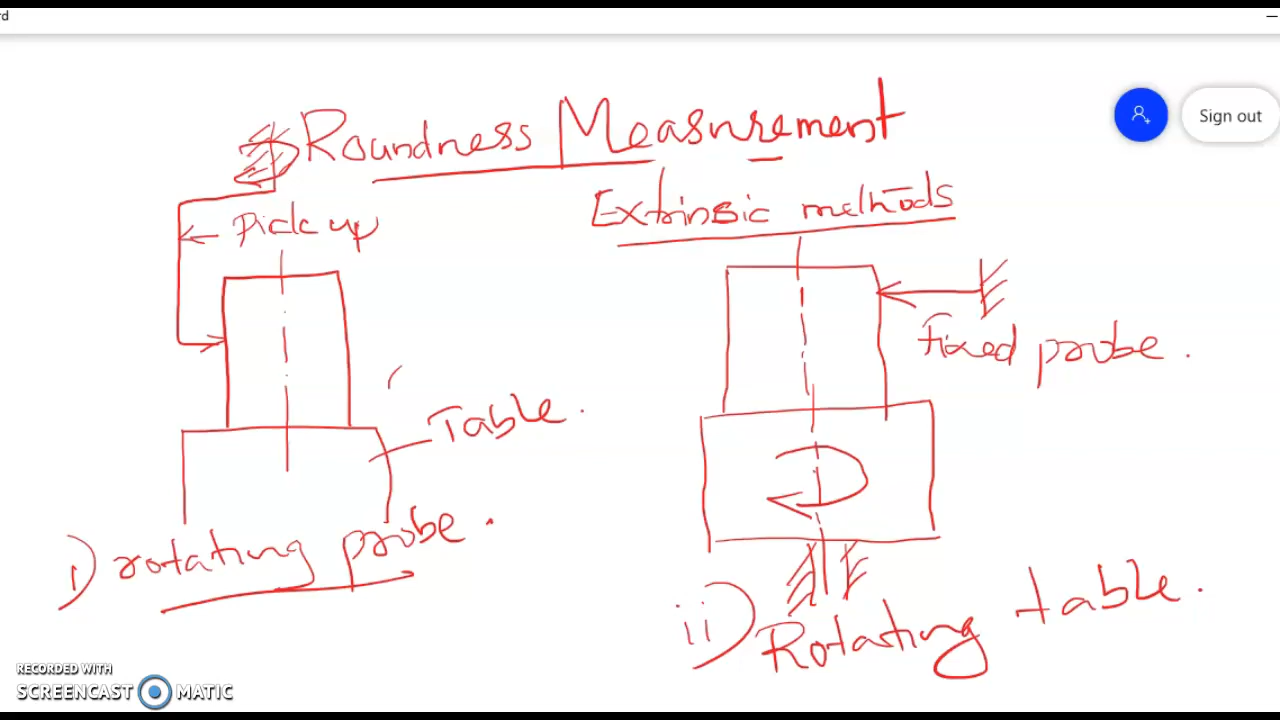 rd
Sign out
Roundness Measurement
Extrinsic methods
Pick up
Fixed probe.
Table.
i) rotating probe.
ii) Rotating table.
RECORDED WITH
SCREENCAST MATIC